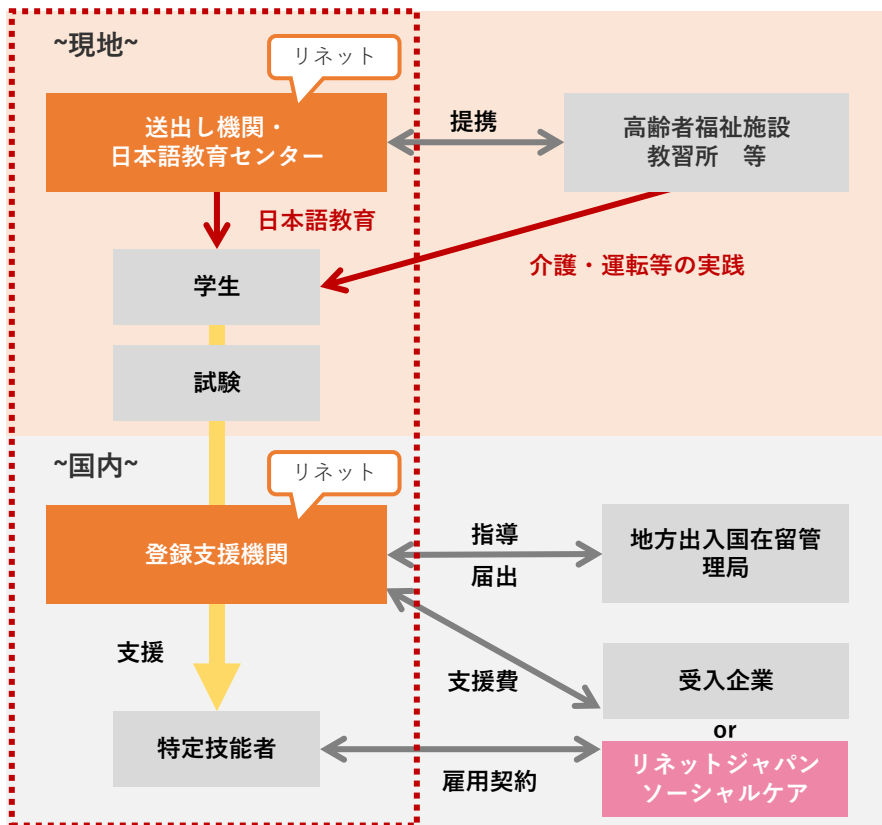 ~現地~
リネット
送出し機関・
日本語教育センター
提携
高齢者福祉施設
教習所　等
日本語教育
介護・運転等の実践
学生
試験
~国内~
リネット
登録支援機関
指導
届出
地方出入国在留管
理局
支援
支援費
受入企業
or
特定技能者
雇用契約
リネットジャパン
ソーシャルケア